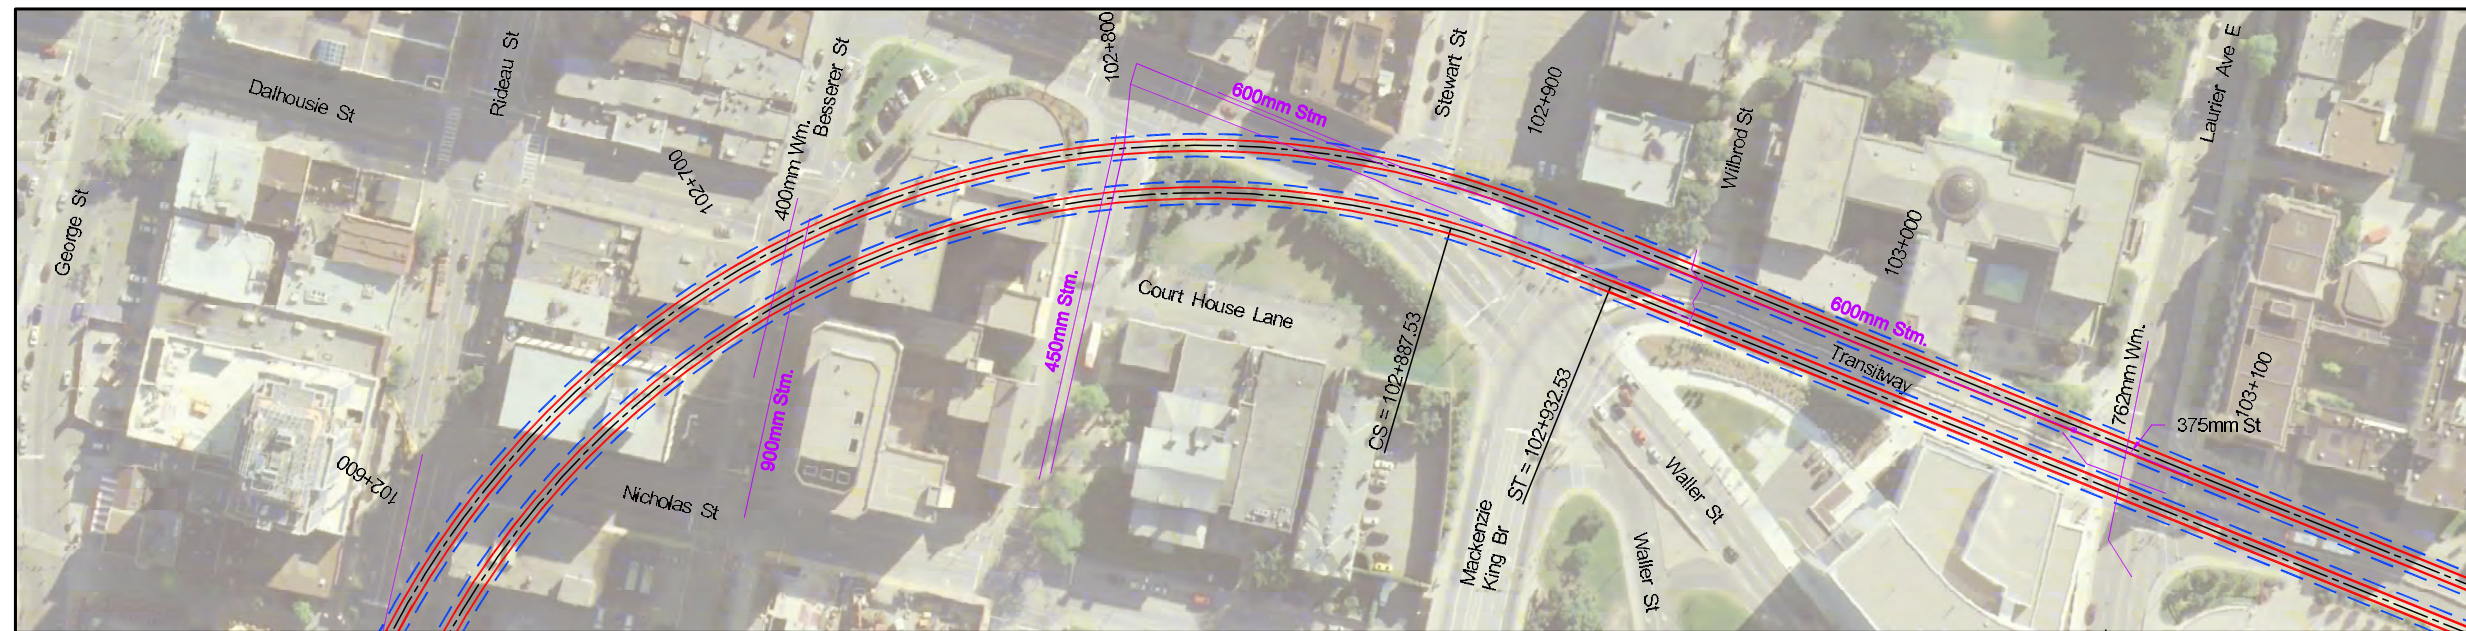 George St
Dalhousie St
Rideau St
102+600
102+700
400mm Wm.
Besserer St
900mm Stm.
Nicholas St
102+800
450mm Stm.
600mm Stm
Court House Lane
Stewart St
CS = 102+887.53
102+900
ST = 102+932.53
Mackenzie
King Br
Wilbrod St
Waller St
Waller St
103+000
600mm Stm.
Transitway
Laurier Ave E
762mm Wm.
375mm St
103+100